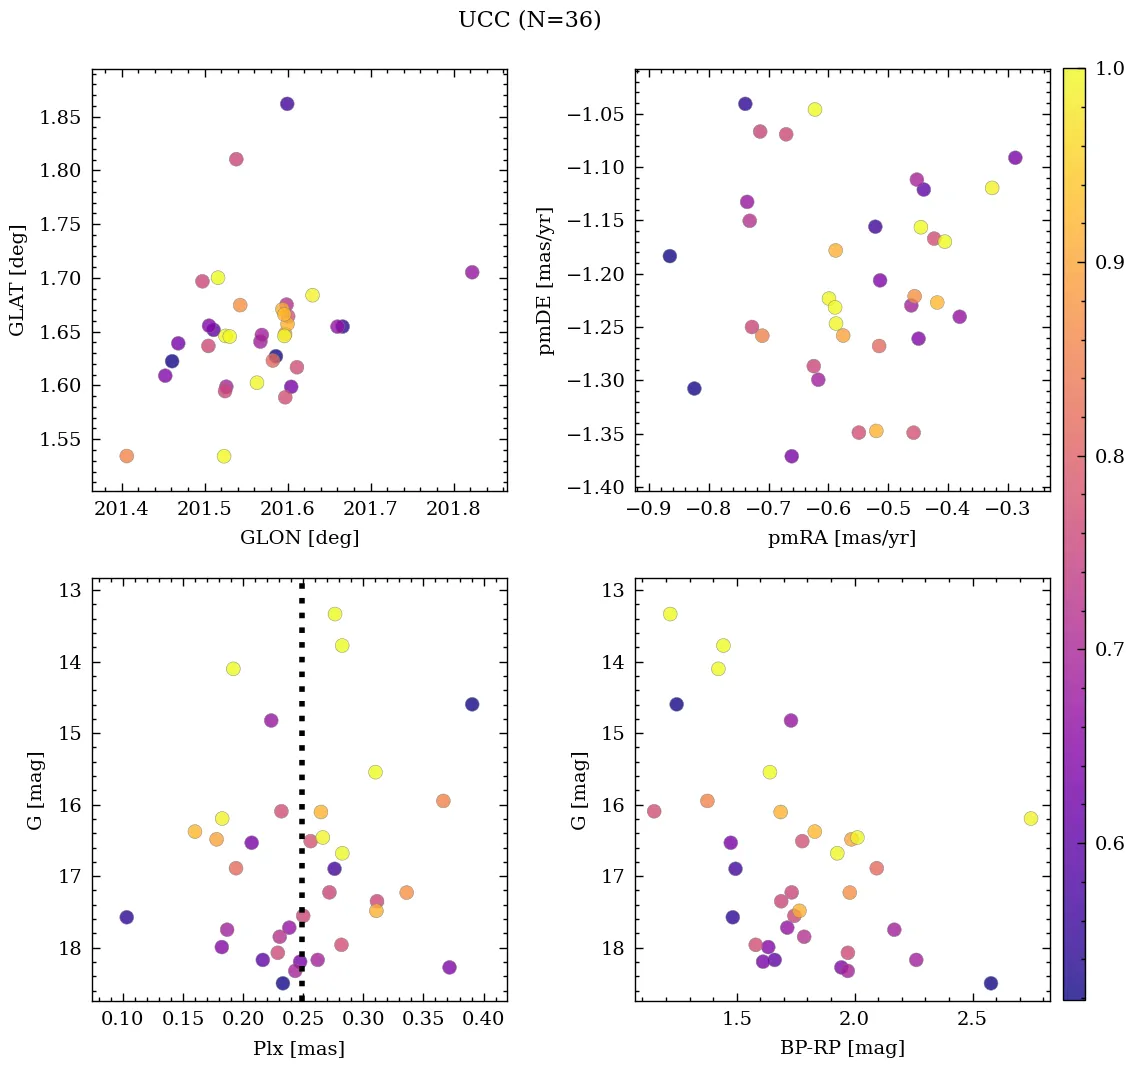 UCC (N=36)
1.85
1.80
1.75
1.70
1.65
1.60
1.55
GLAT [deg]
201.4 201.5 201.6 201.7 201.8
GLON [deg]
−1.05
−1.10
−1.15
−1.20
−1.25
−1.30
−1.35
−1.40
pmDE [mas/yr]
−0.9 −0.8 −0.7 −0.6 −0.5 −0.4 −0.3
pmRA [mas/yr]
1.0
0.9
0.8
0.7
0.6
13
14
15
16
17
18
G [mag]
0.10 0.15 0.20 0.25 0.30 0.35 0.40
Plx [mas]
13
14
15
16
17
18
G [mag]
1.5 2.0 2.5
BP-RP [mag]